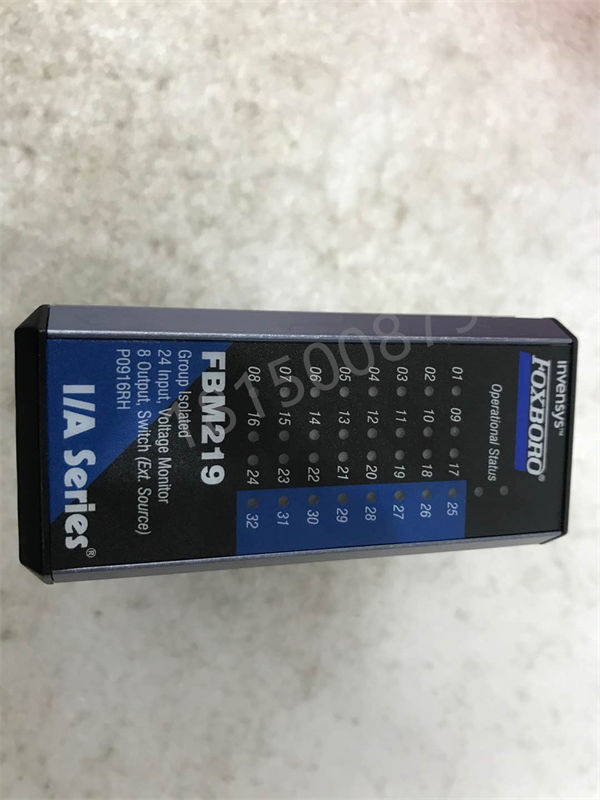 invensys™
FOXBORO®
Operational Status
01 09 17 25
02 10 18 26
03 11 19 27
04 12 20 28
05 13 21 29
06 14 22 30
07 15 23 31
08 16 24 32
FBM219
Group Isolated
24 Input, Voltage Monitor
8 Output, Switch (Ext. Source)
P0916RH
I/A Series®